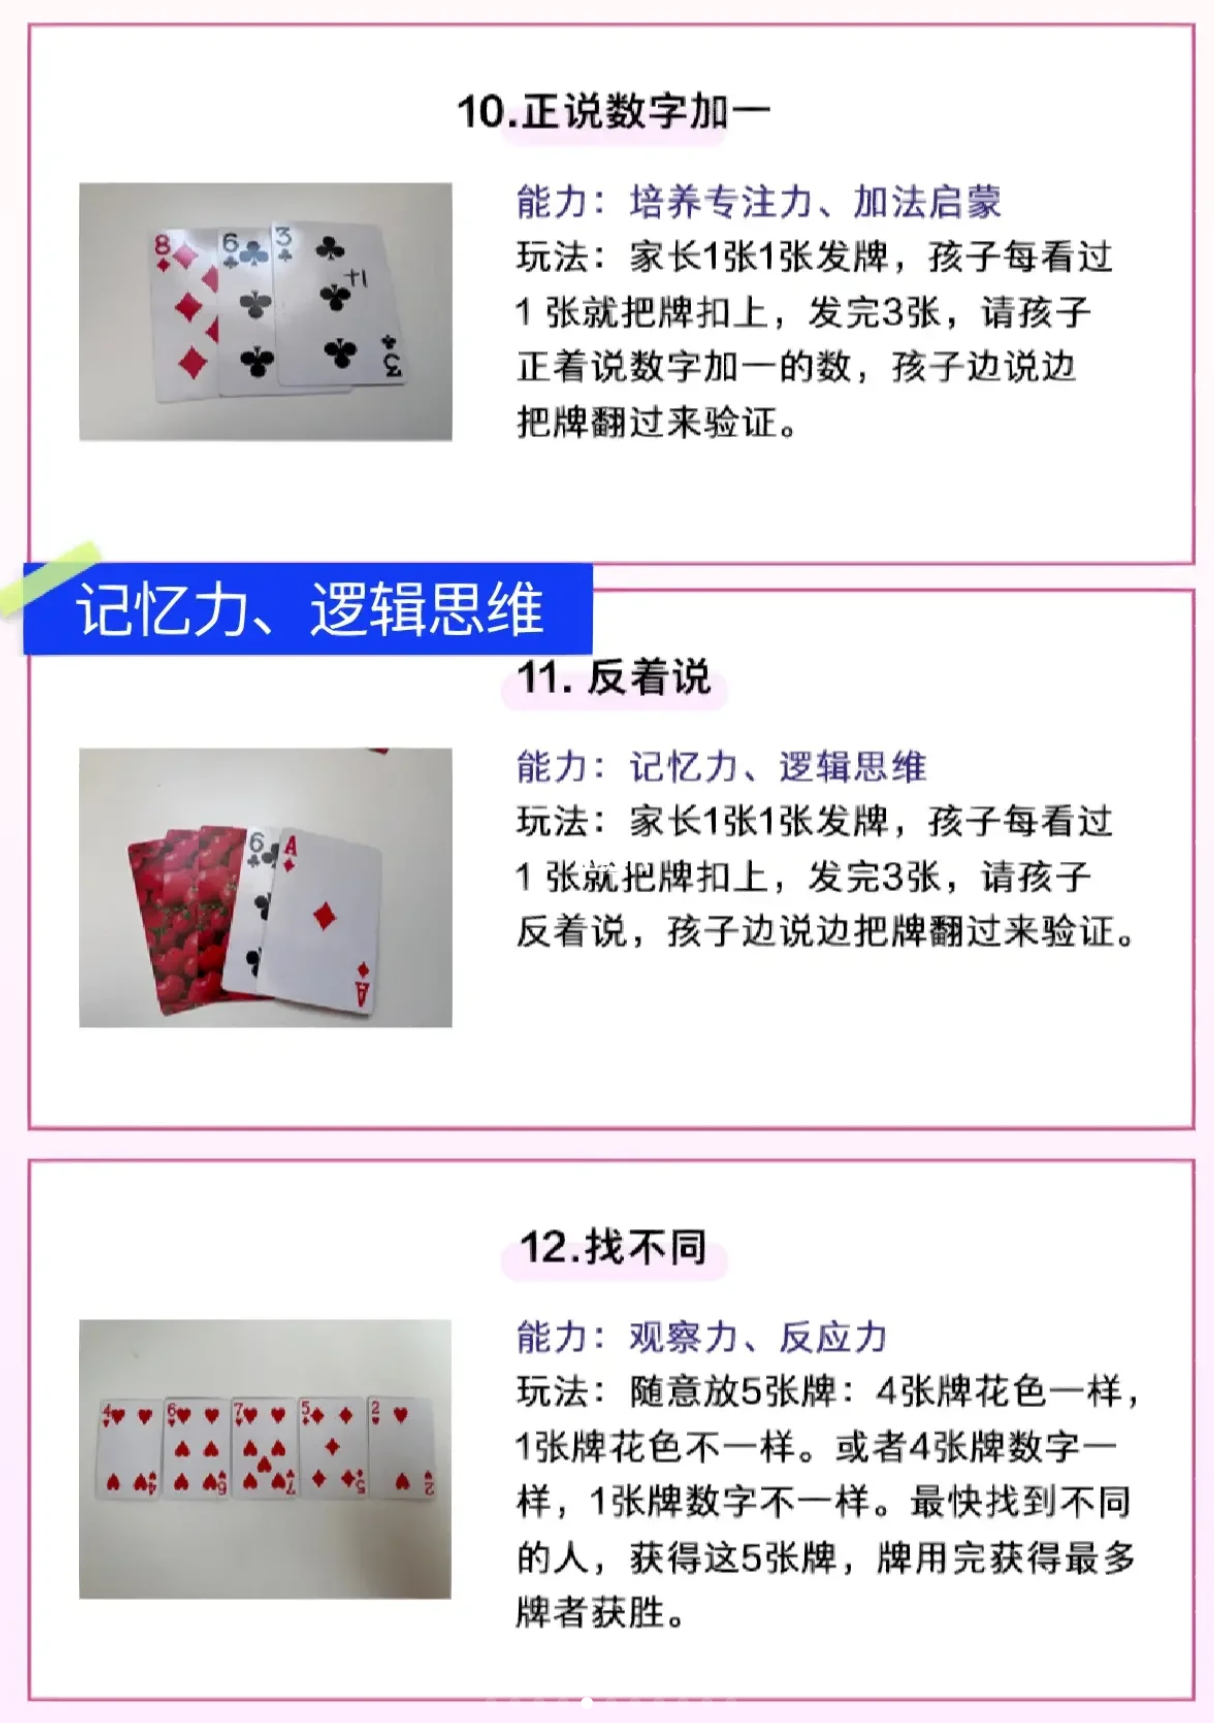 10.正说数字加一
能力：培养专注力、加法启蒙
玩法：家长1张1张发牌，孩子每看过
1 张就把牌扣上，发完3张，请孩子
正着说数字加一的数，孩子边说边
把牌翻过来验证。
8
6
3
+1
3
记忆力、逻辑思维
11. 反着说
能力：记忆力、逻辑思维
玩法：家长1张1张发牌，孩子每看过
1 张就把牌扣上，发完3张，请孩子
反着说，孩子边说边把牌翻过来验证。
6
A
A
12.找不同
能力：观察力、反应力
玩法：随意放5张牌：4张牌花色一样，
1张牌花色不一样。或者4张牌数字一
样，1张牌数字不一样。最快找到不同
的人，获得这5张牌，牌用完获得最多
牌者获胜。
4 6 7 5 2
4 6 7 5 2